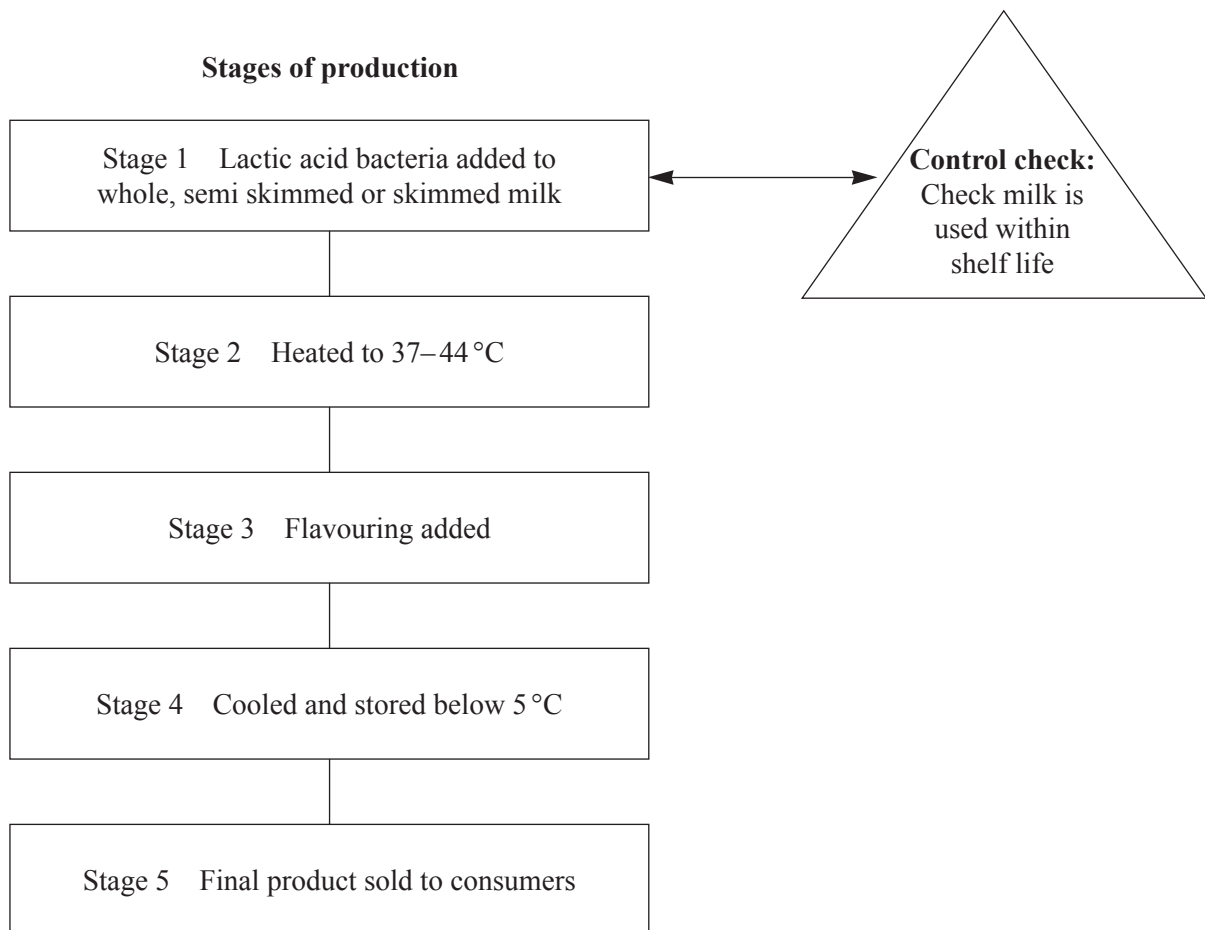 Stages of production
Stage 1 Lactic acid bacteria added to
whole, semi skimmed or skimmed milk
Control check:
Check milk is
used within
shelf life
Stage 2 Heated to 37–44 °C
Stage 3 Flavouring added
Stage 4 Cooled and stored below 5 °C
Stage 5 Final product sold to consumers